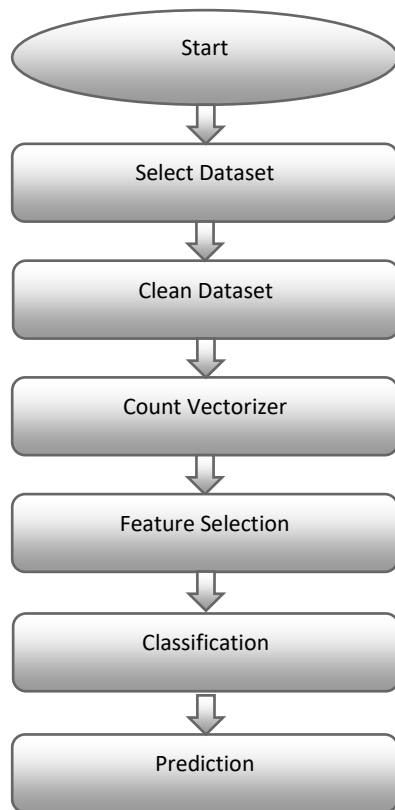 Start
Select Dataset
Clean Dataset
Count Vectorizer
Feature Selection
Classification
Prediction